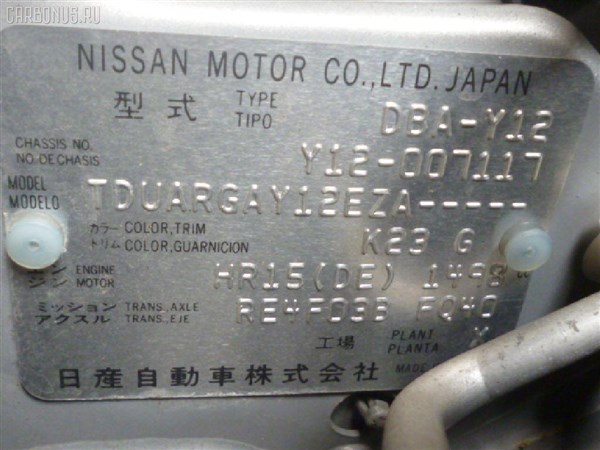 CARBONUS.RU
NISSAN MOTOR CO.,LTD. JAPAN
型式 TYPE TIPO DBA-Y12
CHASSIS NO. NO.DE CHASIS Y12-007117
MODEL MODELO TDUARGAY12EZA-----
カラー COLOR,TRIM
トリム COLOR,GUARNICION K23 G
エンジン ENGINE MOTOR HR15(DE) 1498
ミッション TRANS.,AXLE
アクスル TRANS.,EJE RE4F03B FQ40
工場 PLANT PLANTA
日産自動車株式会社 MADE